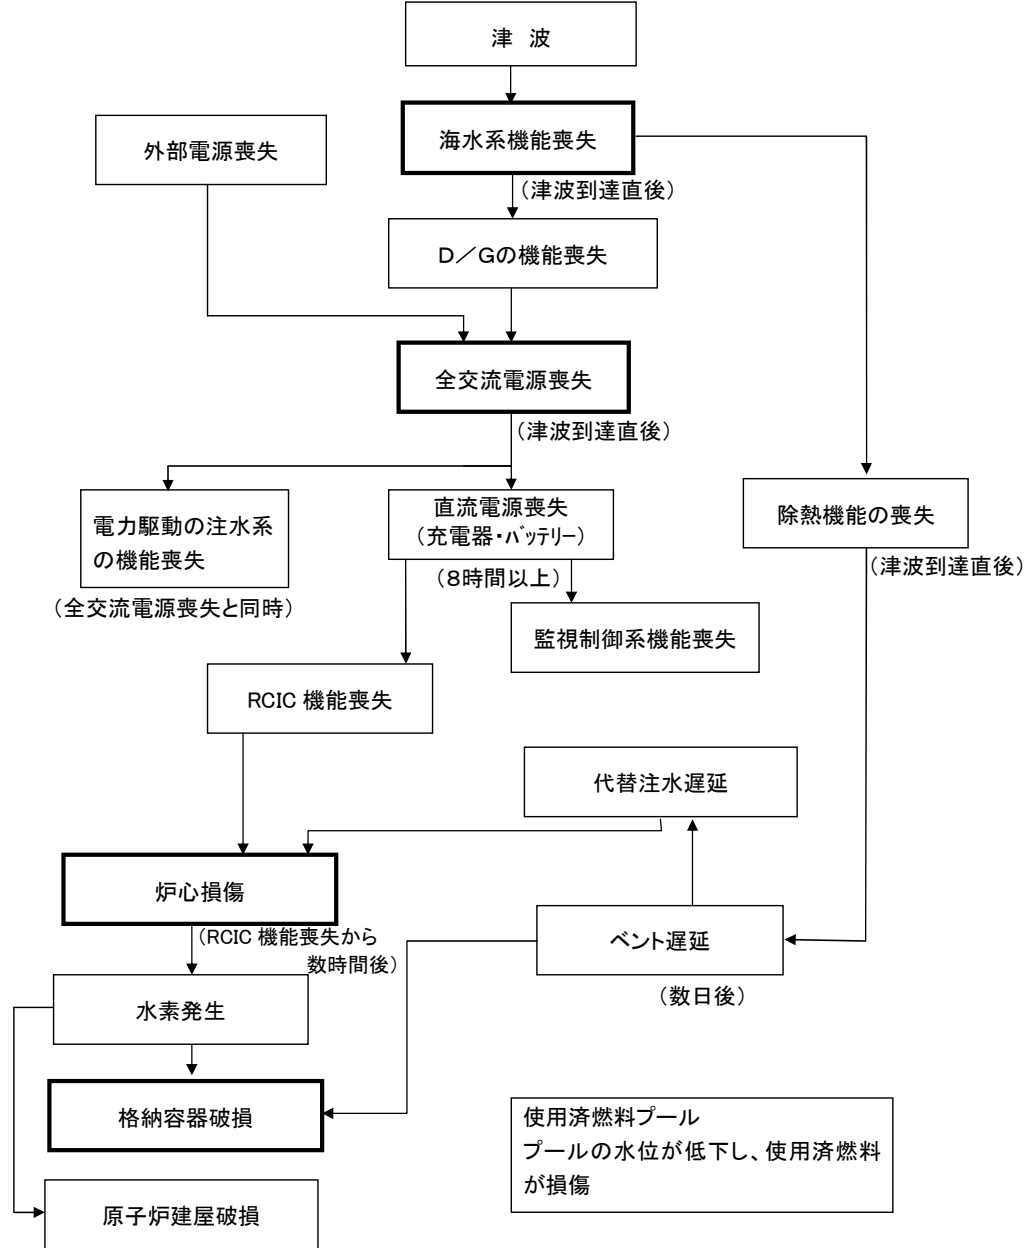 津　波
海水系機能喪失
外部電源喪失
（津波到達直後）
Ｄ／Ｇの機能喪失
全交流電源喪失
（津波到達直後）
電力駆動の注水系
の機能喪失
（全交流電源喪失と同時）
直流電源喪失
（充電器・ﾊﾞｯﾃﾘｰ）
（８時間以上）
除熱機能の喪失
（津波到達直後）
監視制御系機能喪失
RCIC 機能喪失
代替注水遅延
炉心損傷
（RCIC 機能喪失から
数時間後）
ベント遅延
（数日後）
水素発生
格納容器破損
使用済燃料プール
プールの水位が低下し、使用済燃料
が損傷
原子炉建屋破損